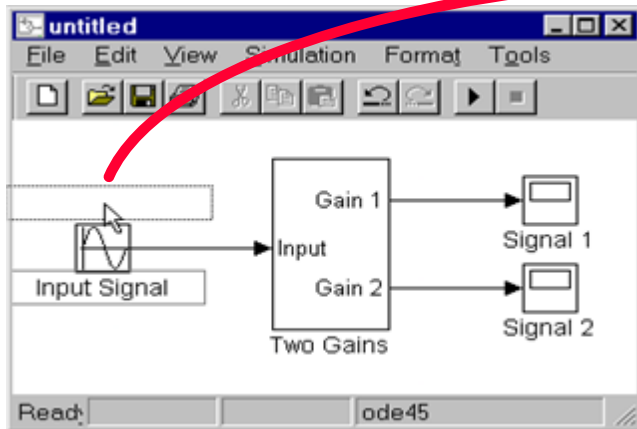 untitled
File Edit View Simulation Format Tools
Gain 1
Signal 1
Input
Input Signal
Gain 2
Signal 2
Two Gains
Ready
ode45